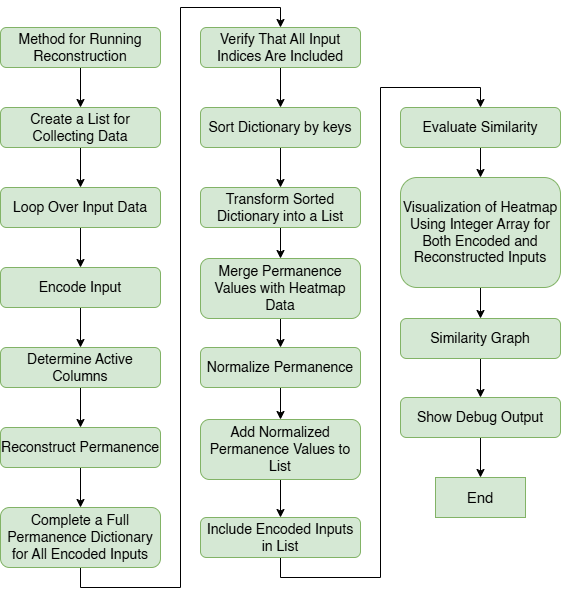 Method for Running
Reconstruction
Create a List for
Collecting Data
Loop Over Input Data
Encode Input
Determine Active
Columns
Reconstruct Permanence
Complete a Full
Permanence Dictionary
for All Encoded Inputs
Verify That All Input
Indices Are Included
Sort Dictionary by keys
Transform Sorted
Dictionary into a List
Merge Permanence
Values with Heatmap
Data
Normalize Permanence
Add Normalized
Permanence Values to
List
Include Encoded Inputs
in List
Evaluate Similarity
Visualization of Heatmap
Using Integer Array for
Both Encoded and
Reconstructed Inputs
Similarity Graph
Show Debug Output
End